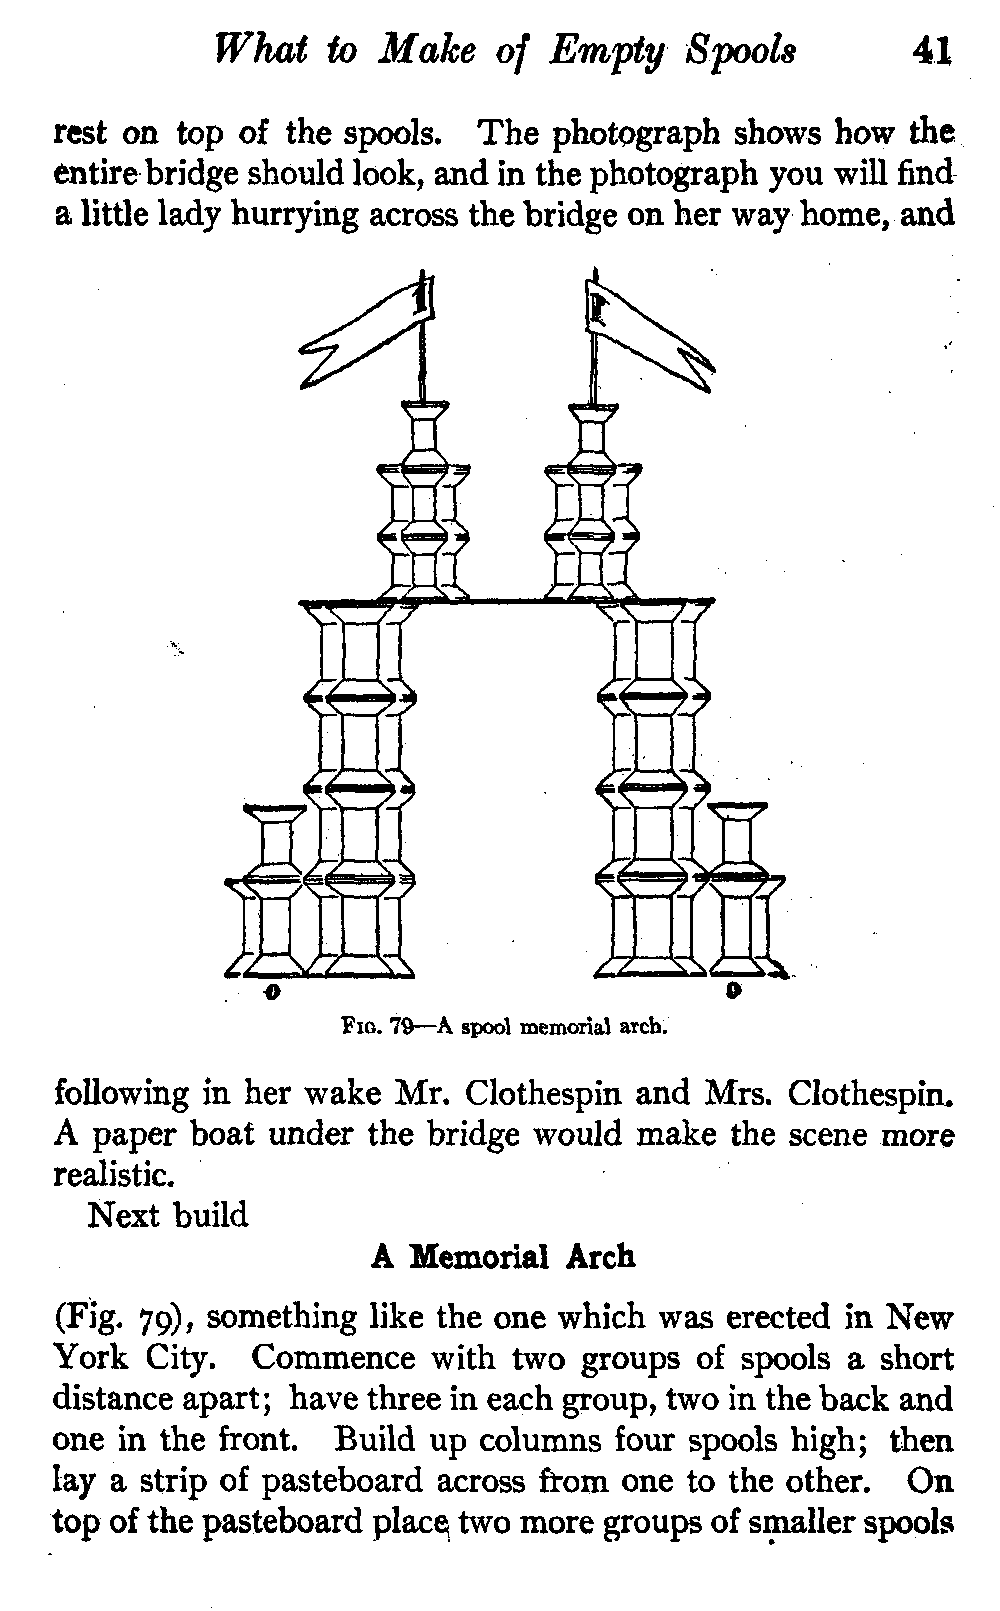 What to Make of Empty Spools 41
rest on top of the spools. The photograph shows how the
entire bridge should look, and in the photograph you will find
a little lady hurrying across the bridge on her way home, and
FIG. 79—A spool memorial arch.
following in her wake Mr. Clothespin and Mrs. Clothespin.
A paper boat under the bridge would make the scene more
realistic.
Next build
A Memorial Arch
(Fig. 79), something like the one which was erected in New
York City. Commence with two groups of spools a short
distance apart; have three in each group, two in the back and
one in the front. Build up columns four spools high; then
lay a strip of pasteboard across from one to the other. On
top of the pasteboard place two more groups of smaller spools